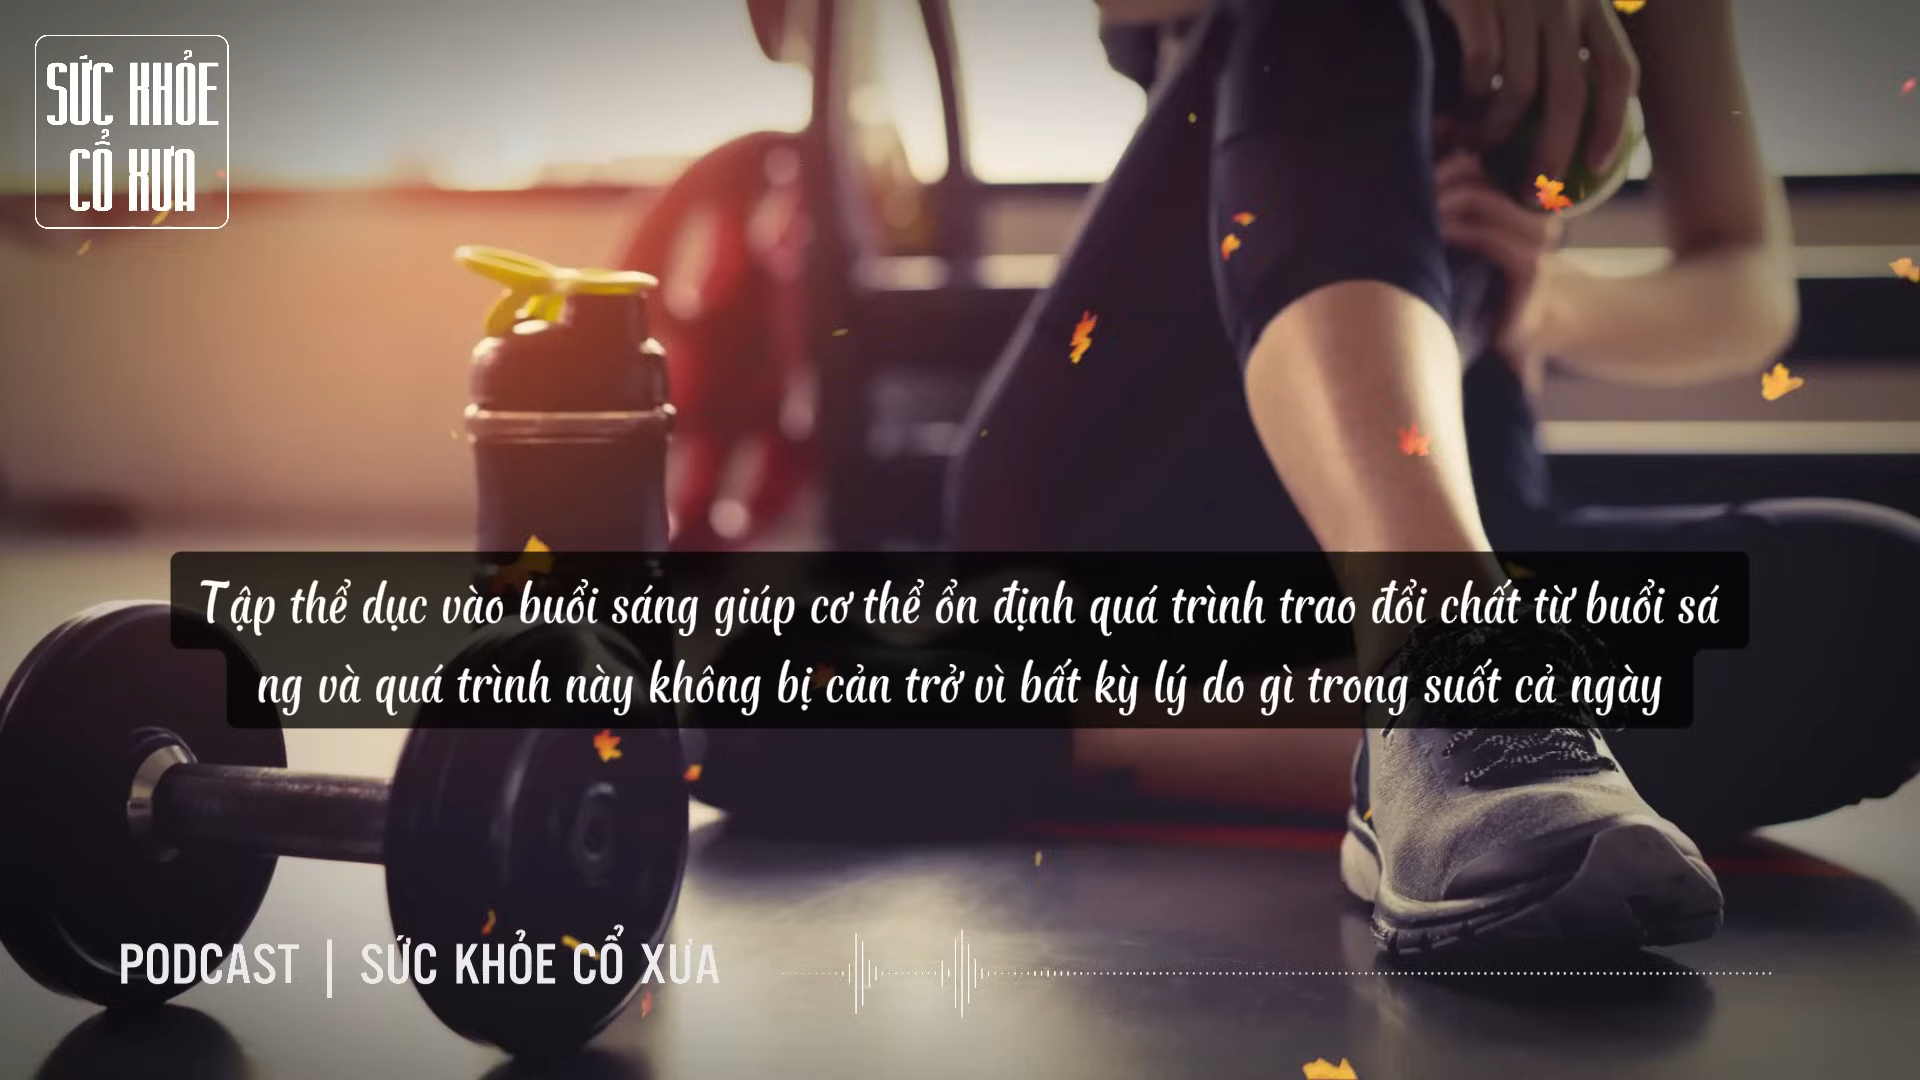 SỨC KHỎE
CỔ XƯA
Tập thể dục vào buổi sáng giúp cơ thể ổn định quá trình trao đổi chất từ buổi sá
ng và quá trình này không bị cản trở vì bất kỳ lý do gì trong suốt cả ngày
PODCAST | SỨC KHỎE CỔ XƯA